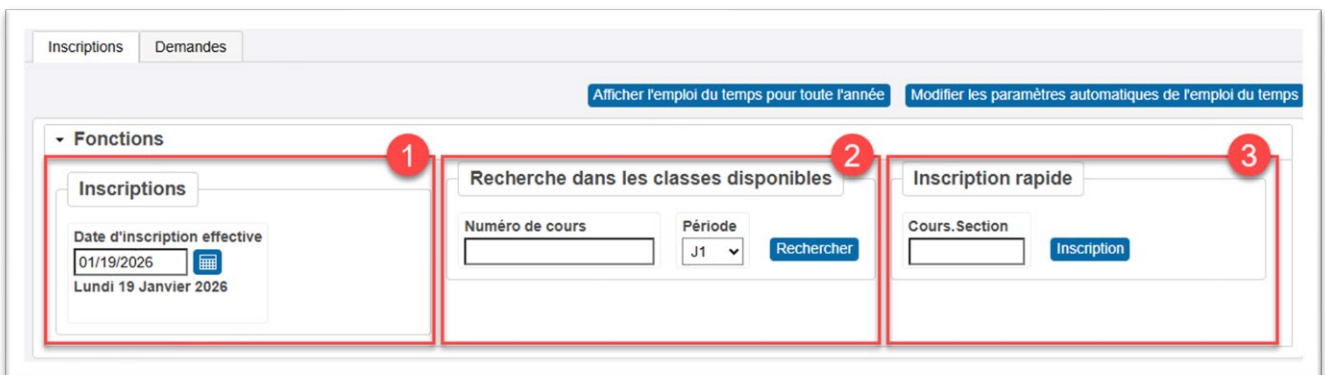 Inscriptions Demandes
Afficher l'emploi du temps pour toute l'année Modifier les paramètres automatiques de l'emploi du temps
Fonctions
1
2
3
Inscriptions
Date d'inscription effective
01/19/2026
Lundi 19 Janvier 2026
Recherche dans les classes disponibles
Numéro de cours Période
J1 Rechercher
Inscription rapide
Cours.Section
Inscription